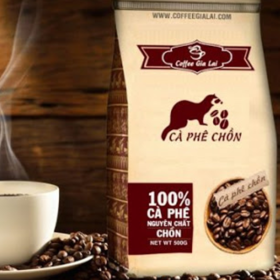 WWW.COFFEEGIALAI.COM
Coffee Gia Lai
CÀ PHÊ CHỒN
100%
CÀ PHÊ
NGUYÊN CHẤT
CHỒN
NET WT 500G
Cà phê chồn